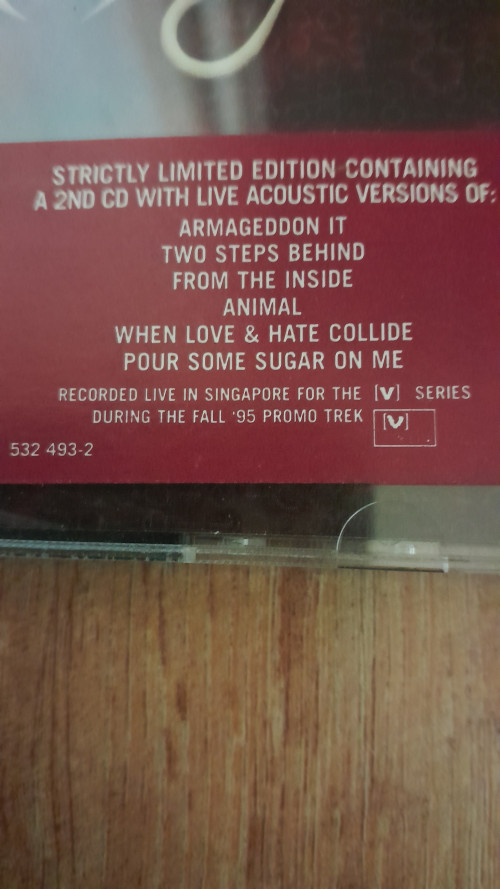 STRICTLY LIMITED EDITION CONTAINING
A 2ND CD WITH LIVE ACOUSTIC VERSIONS OF:
ARMAGEDDON IT
TWO STEPS BEHIND
FROM THE INSIDE
ANIMAL
WHEN LOVE & HATE COLLIDE
POUR SOME SUGAR ON ME
RECORDED LIVE IN SINGAPORE FOR THE [V] SERIES
DURING THE FALL '95 PROMO TREK [V]
532 493-2